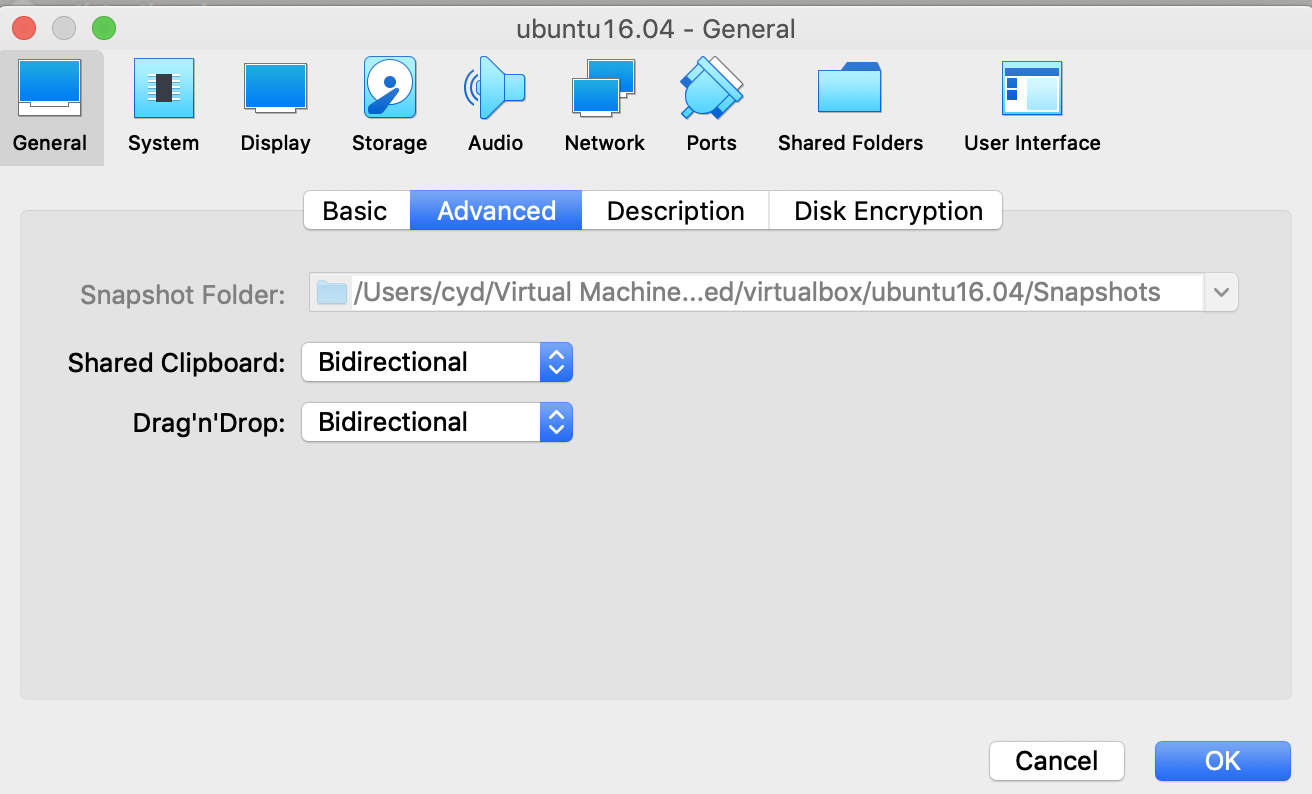 ubuntu16.04 - General
General System Display Storage Audio Network Ports Shared Folders User Interface
Basic Advanced Description Disk Encryption
Snapshot Folder: /Users/cyd/Virtual Machine...ed/virtualbox/ubuntu16.04/Snapshots
Shared Clipboard: Bidirectional
Drag'n'Drop: Bidirectional
Cancel OK